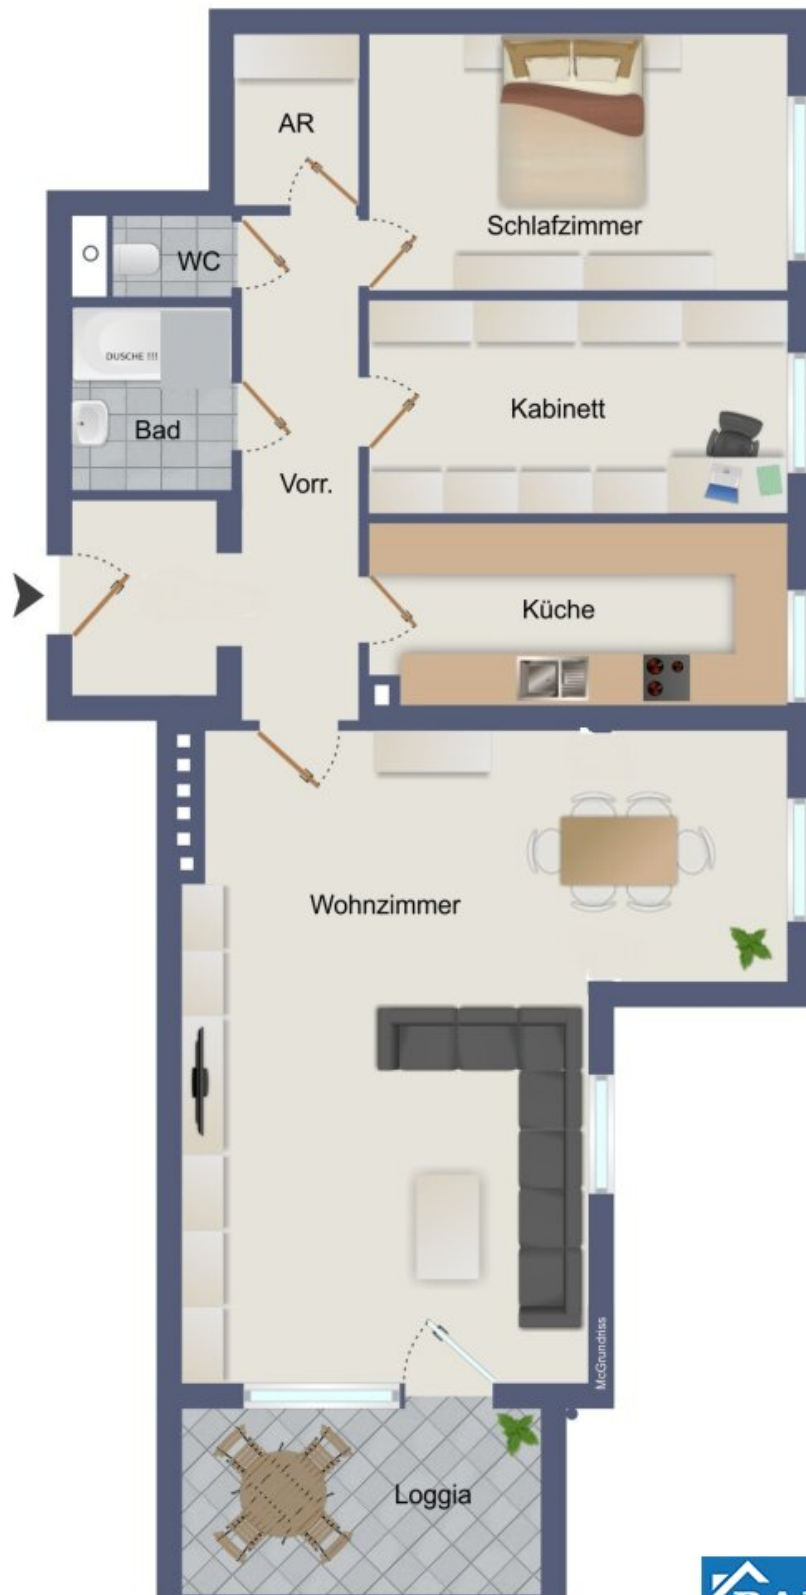 AR
Schlafzimmer
WC
DUSCHE !!!
Bad
Kabinett
Vorr.
Küche
Wohnzimmer
McGrundriss
Loggia